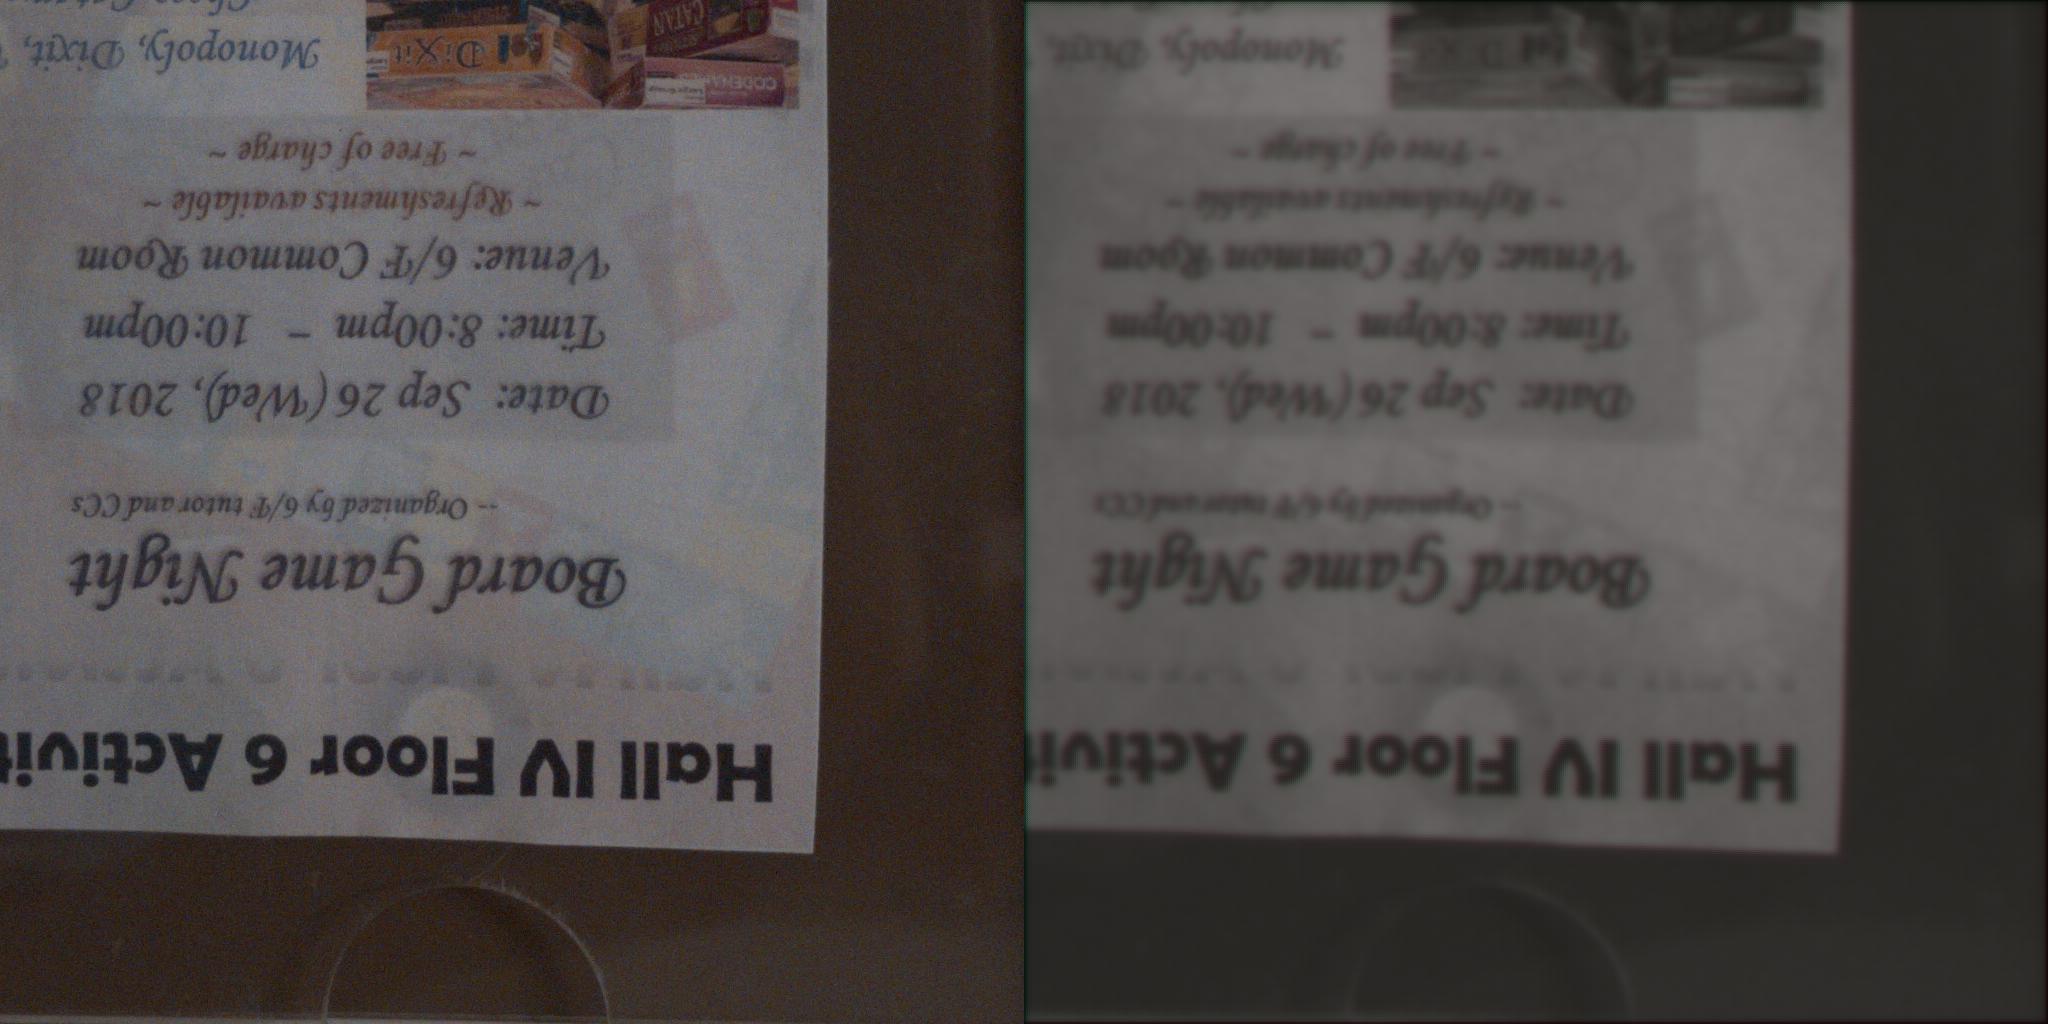 Hall IV Floor 6 Activit
Board Game Night
-- Organized by 6/F tutor and CCs
Date: Sep 26 (Wed), 2018
Time: 8:00pm – 10:00pm
Venue: 6/F Common Room
~ Refreshments available ~
~ Free of charge ~
CODENAMES
CATAN
DiXit
Monopoly, Dixit,
Hall IV Floor 6 Activit
Board Game Night
-- Organized by 6/F tutor and CCs
Date: Sep 26 (Wed), 2018
Time: 8:00pm – 10:00pm
Venue: 6/F Common Room
~ Refreshments available ~
~ Free of charge ~
Monopoly, Dixit,